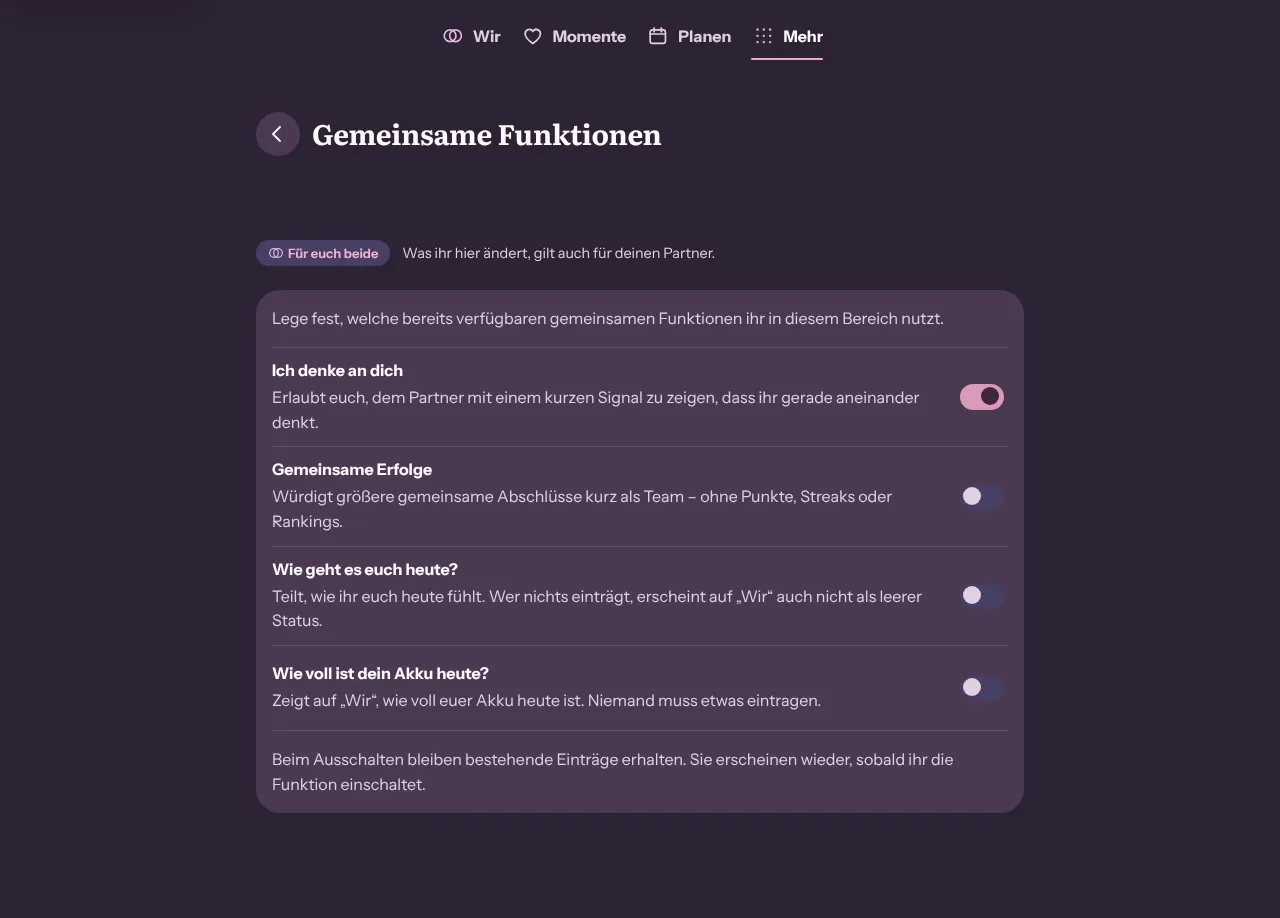 Wir
Momente
Planen
Mehr
Gemeinsame Funktionen
Für euch beide
Was ihr hier ändert, gilt auch für deinen Partner.
Lege fest, welche bereits verfügbaren gemeinsamen Funktionen ihr in diesem Bereich nutzt.
Ich denke an dich
Erlaubt euch, dem Partner mit einem kurzen Signal zu zeigen, dass ihr gerade aneinander
denkt.
Gemeinsame Erfolge
Würdigt größere gemeinsame Abschlüsse kurz als Team – ohne Punkte, Streaks oder
Rankings.
Wie geht es euch heute?
Teilt, wie ihr euch heute fühlt. Wer nichts einträgt, erscheint auf „Wir“ auch nicht als leerer
Status.
Wie voll ist dein Akku heute?
Zeigt auf „Wir“, wie voll euer Akku heute ist. Niemand muss etwas eintragen.
Beim Ausschalten bleiben bestehende Einträge erhalten. Sie erscheinen wieder, sobald ihr die
Funktion einschaltet.